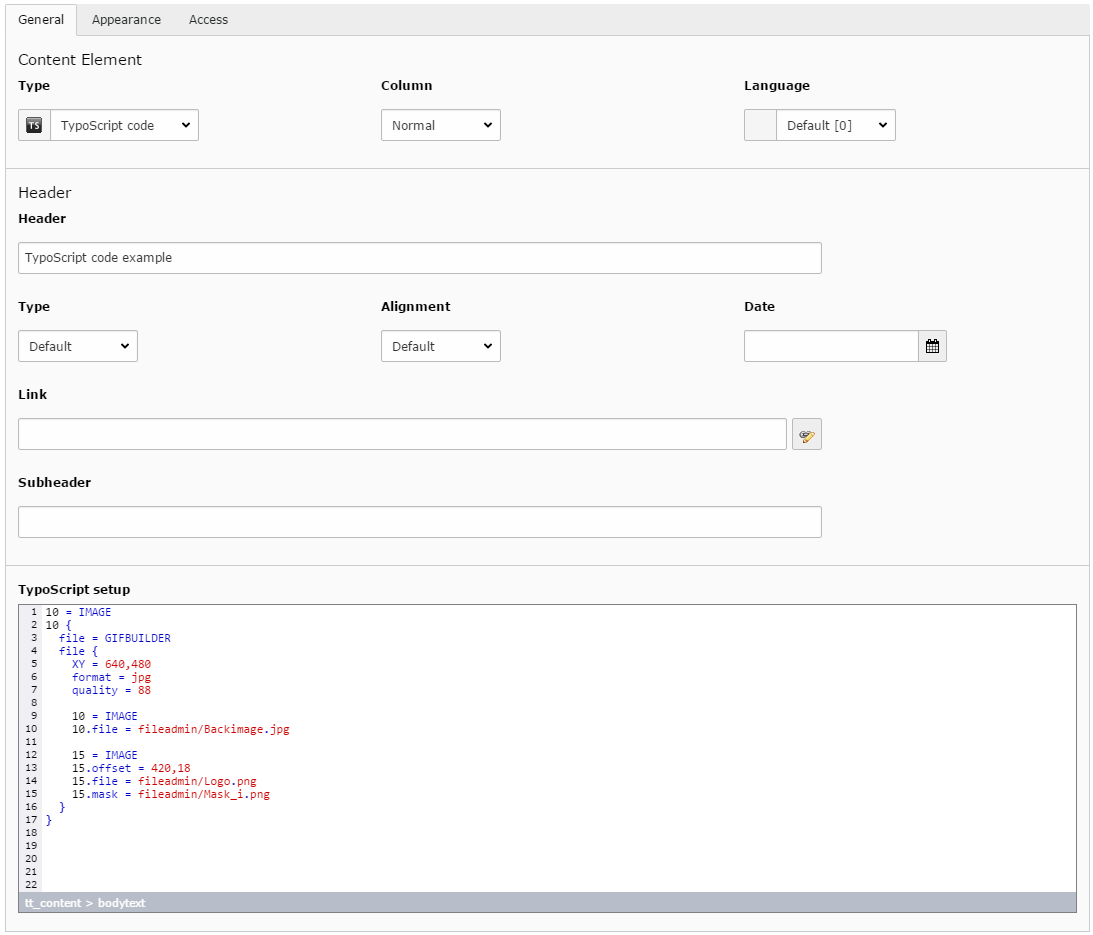 General Appearance Access
Content Element
Type Column Language
TS TypoScript code Normal Default [0]
Header
Header
TypoScript code example
Type Alignment Date
Default Default
Link
Subheader
TypoScript setup
1 10 = IMAGE
2 10 {
3   file = GIFBUILDER
4   file {
5     XY = 640,480
6     format = jpg
7     quality = 88
8
9     10 = IMAGE
10     10.file = fileadmin/Backimage.jpg
11
12     15 = IMAGE
13     15.offset = 420,18
14     15.file = fileadmin/Logo.png
15     15.mask = fileadmin/Mask_i.png
16   }
17 }
18
19
20
21
22
tt_content > bodytext